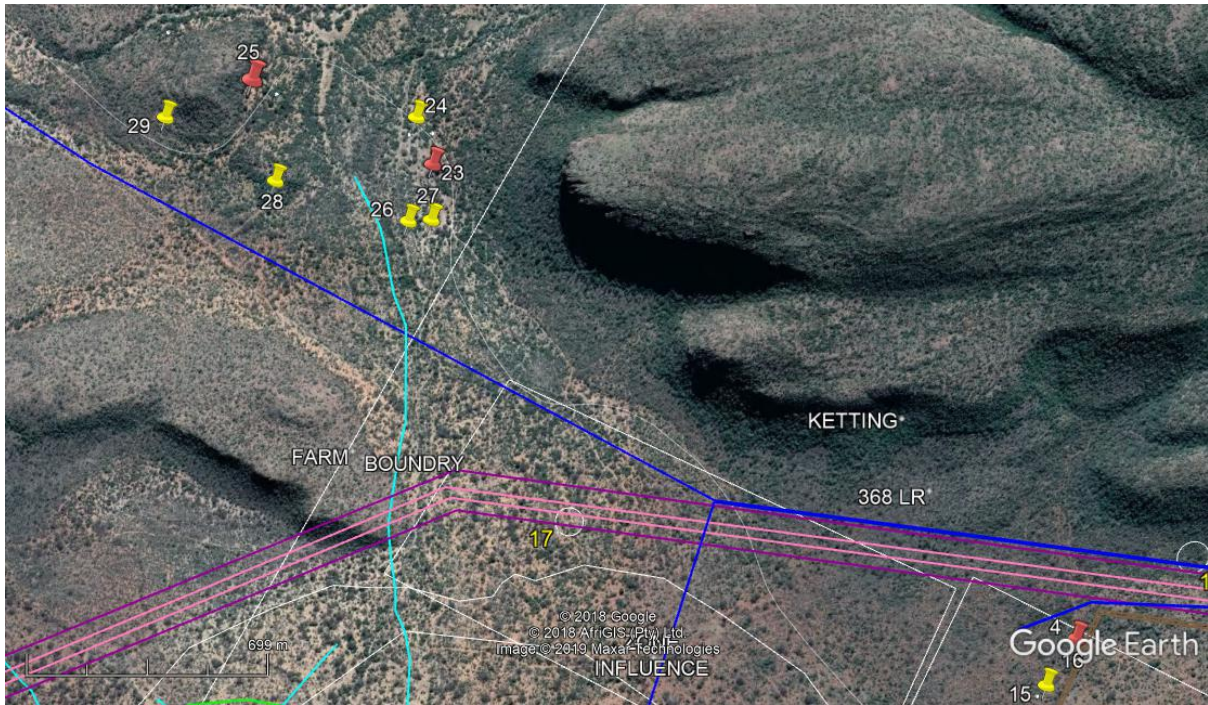 25
24
29
23
28
26
27
KETTING
FARM BOUNDRY
368 LR
17
1
© 2018 Google
© 2018 AfriGIS (Pty) Ltd.
Image © 2019 Maxar Technologies
699 m
INFLUENCE
4
Google Earth
16
15